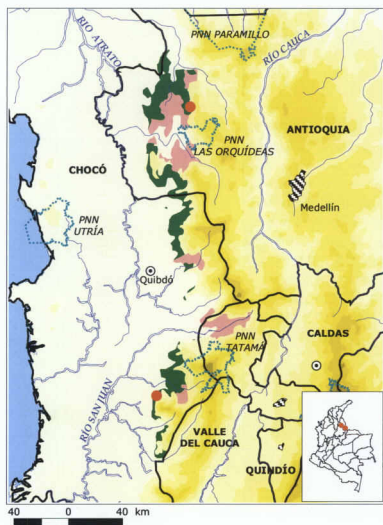 PNN PARAMILLO
RÍO ATRATO
RÍO CAUCA
ANTIOQUIA
PNN
LAS ORQUÍDEAS
CHOCÓ
Medellín
PNN
UTRÍA
Quibdó
PNN
TATAMÁ
CALDAS
RÍO SAN JUAN
VALLE
DEL CAUCA
QUINDÍO
40 0 40 km